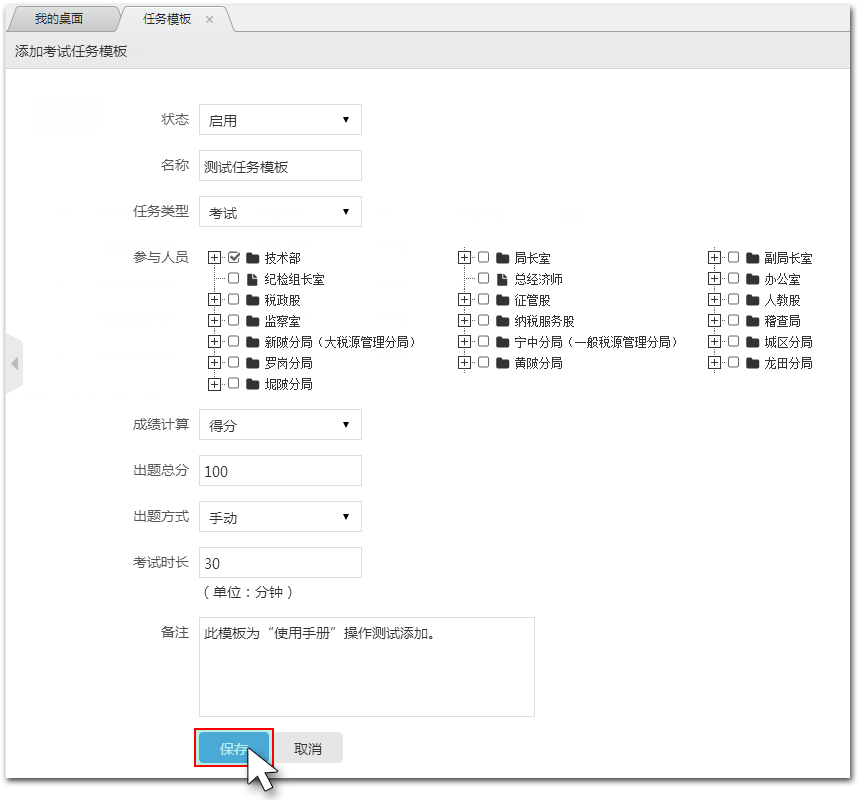 我的桌面 任务模板 ×
添加考试任务模板
状态 启用
名称 测试任务模板
任务类型 考试
参与人员 技术部 局长室 副局长室
纪检组长室 总经济师 办公室
税政股 征管股 人教股
监察室 纳税服务股 稽查局
新陂分局（大税源管理分局） 宁中分局（一般税源管理分局） 城区分局
罗岗分局 黄陂分局 龙田分局
坭陂分局
成绩计算 得分
出题总分 100
出题方式 手动
考试时长 30
（单位：分钟）
备注 此模板为“使用手册”操作测试添加。
保存 取消